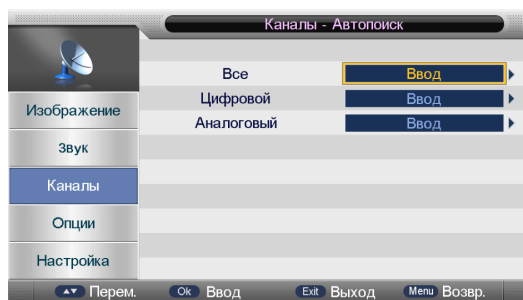 Каналы - Автопоиск
Все Ввод
Цифровой Ввод
Аналоговый Ввод
Изображение
Звук
Каналы
Опции
Настройка
Перем. Ok Ввод Exit Выход Menu Возвр.